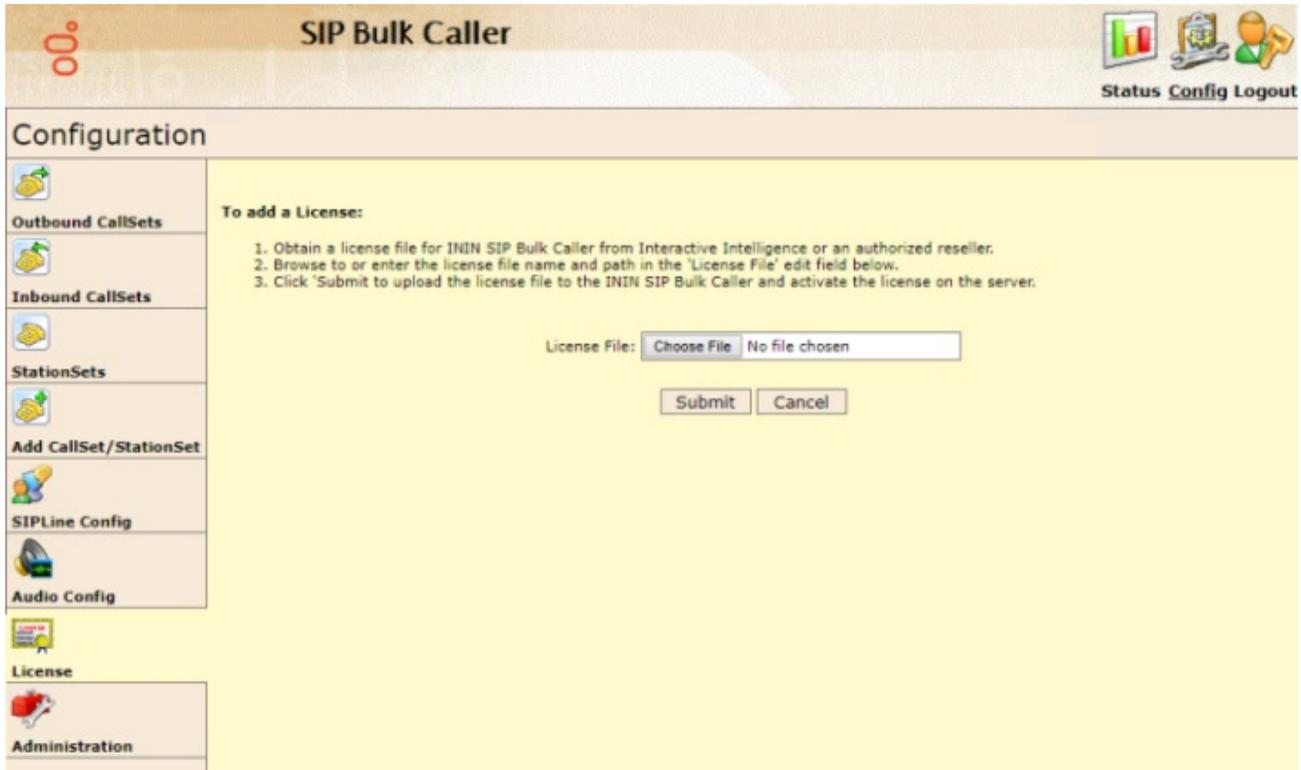 SIP Bulk Caller
Status Config Logout
Configuration
Outbound CallSets
Inbound CallSets
StationSets
Add CallSet/StationSet
SIPLine Config
Audio Config
License
Administration
To add a License:
1. Obtain a license file for ININ SIP Bulk Caller from Interactive Intelligence or an authorized reseller.
2. Browse to or enter the license file name and path in the 'License File' edit field below.
3. Click 'Submit to upload the license file to the ININ SIP Bulk Caller and activate the license on the server.
License File: Choose File No file chosen
Submit Cancel